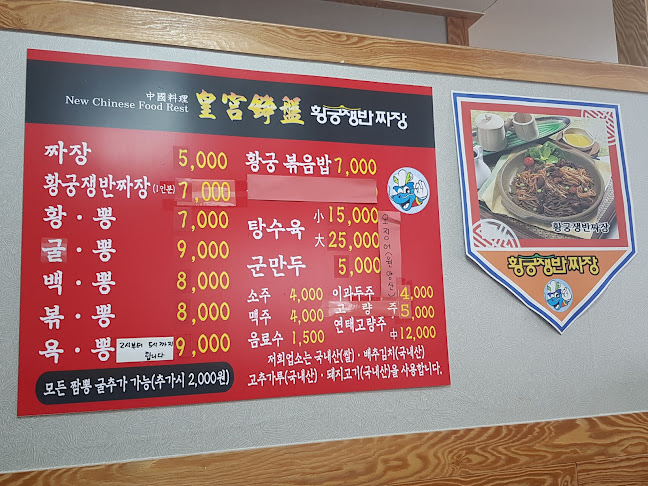 中國料理
New Chinese Food Rest
皇宮錚盤 황궁쟁반짜장
짜장 5,000
황궁쟁반짜장(1인분) 7,000
황·뽕 7,000
굴·뽕 9,000
백·뽕 8,000
볶·뽕 8,000
육·뽕 9,000
모든 짬뽕 굴추가 가능(추가시 2,000원)
황궁 볶음밥 7,000
탕수육 小 15,000
大 25,000
군만두 5,000
소주 4,000 이과두주 4,000
맥주 4,000 고량주 5,000
음료수 1,500 연태고량주 中 12,000
저희업소는 국내산(쌀)·배추김치(국내산)
고추가루(국내산)·돼지고기(국내산)을 사용합니다.
황궁쟁반짜장
황궁쟁반짜장